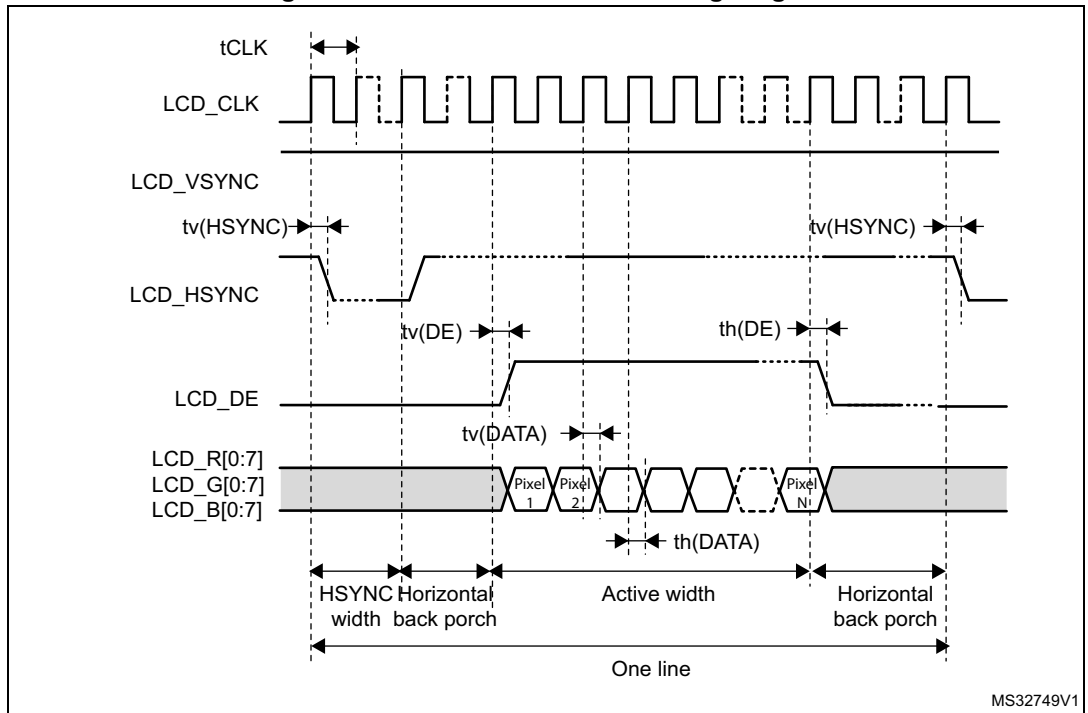 tCLK
LCD_CLK
LCD_VSYNC
tv(HSYNC)
tv(HSYNC)
LCD_HSYNC
tv(DE)
th(DE)
LCD_DE
tv(DATA)
LCD_R[0:7]
LCD_G[0:7]
LCD_B[0:7]
Pixel
1
Pixel
2
Pixel
N
th(DATA)
HSYNC
width
Horizontal
back porch
Active width
Horizontal
back porch
One line
MS32749V1